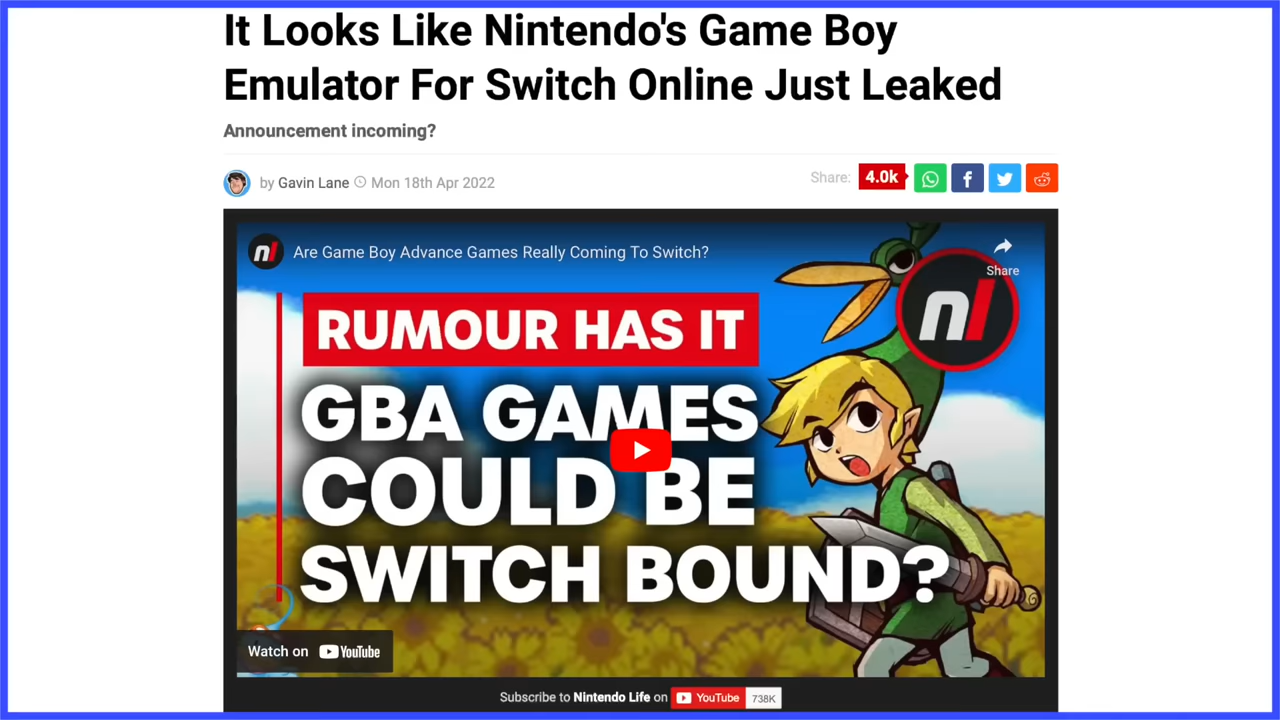 It Looks Like Nintendo's Game Boy
Emulator For Switch Online Just Leaked
Announcement incoming?
by Gavin Lane Mon 18th Apr 2022
Share: 4.0k
nl Are Game Boy Advance Games Really Coming To Switch?
Share
nl
RUMOUR HAS IT
GBA GAMES
COULD BE
SWITCH BOUND?
Watch on YouTube
Subscribe to Nintendo Life on YouTube 738K